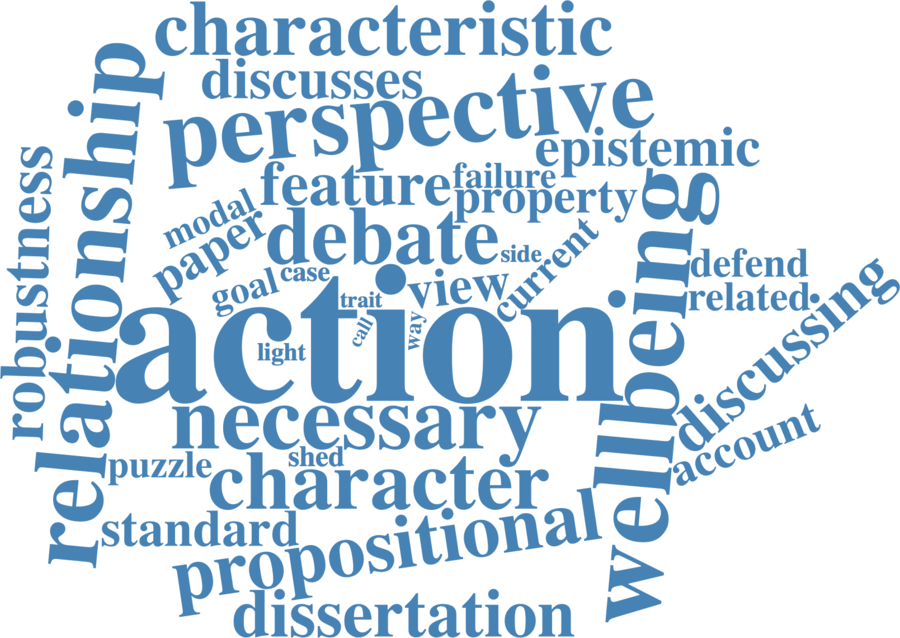 characteristic
discusses
perspective
epistemic
relationship
robustness
feature
failure
property
modal
paper
debate
side
current
wellbeing
defend
related
discussing
goal
case
view
trait
call
way
action
light
necessary
account
puzzle
shed
character
standard
propositional
dissertation